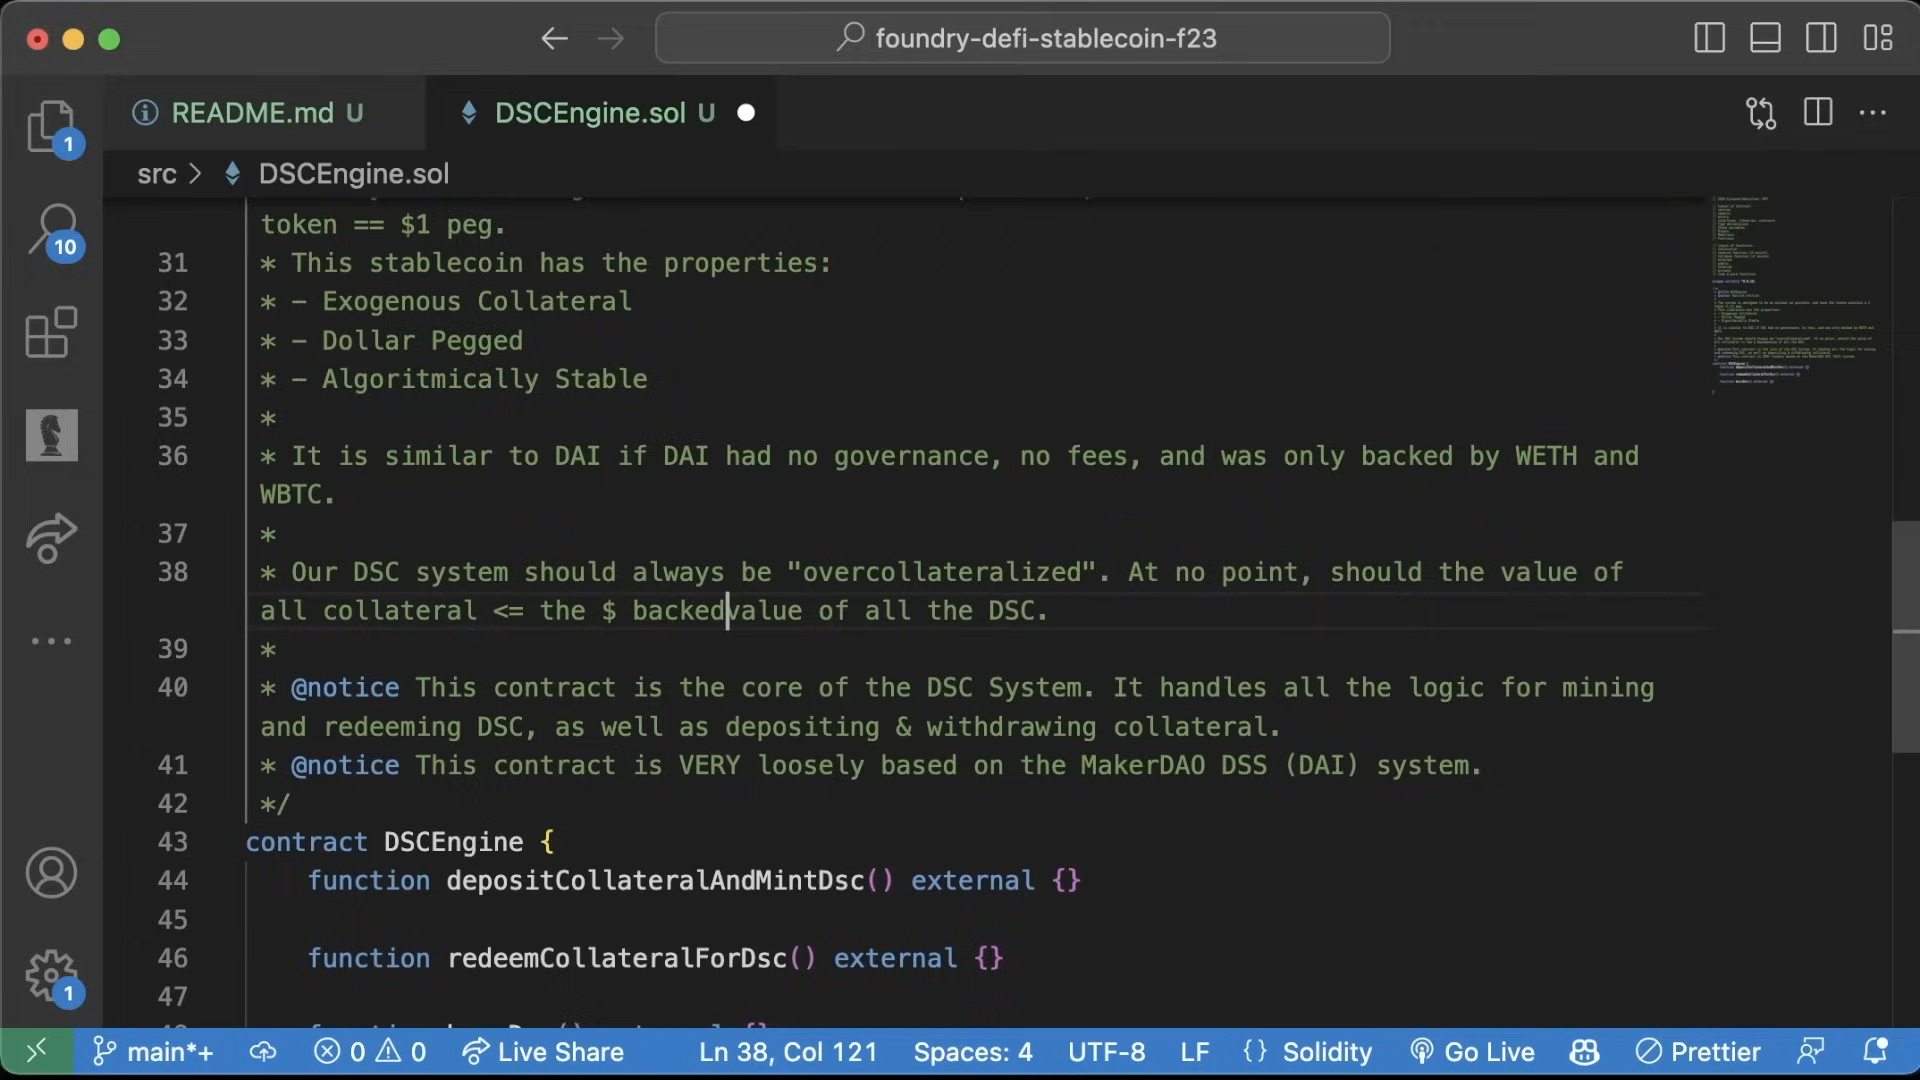 foundry-defi-stablecoin-f23
README.md U
DSCEngine.sol U
1
src > DSCEngine.sol
10
token == $1 peg.
31 * This stablecoin has the properties:
32 * - Exogenous Collateral
33 * - Dollar Pegged
34 * - Algoritmically Stable
35 *
36 * It is similar to DAI if DAI had no governance, no fees, and was only backed by WETH and
WBTC.
37 *
38 * Our DSC system should always be "overcollateralized". At no point, should the value of
all collateral <= the $ backedvalue of all the DSC.
39 *
40 * @notice This contract is the core of the DSC System. It handles all the logic for mining
and redeeming DSC, as well as depositing & withdrawing collateral.
41 * @notice This contract is VERY loosely based on the MakerDAO DSS (DAI) system.
42 */
43 contract DSCEngine {
44 function depositCollateralAndMintDsc() external {}
45
46 function redeemCollateralForDsc() external {}
47
1
main*+ 0 0 Live Share Ln 38, Col 121 Spaces: 4 UTF-8 LF {} Solidity Go Live Prettier